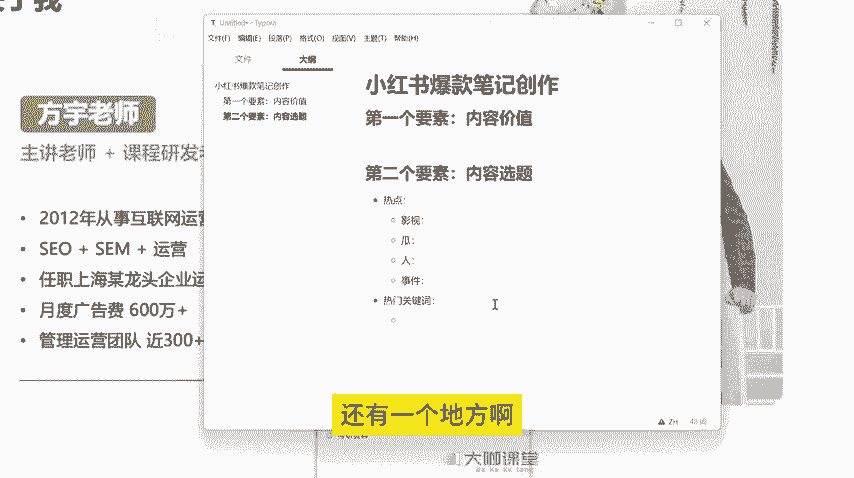 于我
T Untitled• - Typora
文件(F) 编辑(E) 段落(P) 格式(O) 视图(V) 主题(T) 帮助(H)
文件 大纲
小红书爆款笔记创作
第一个要素：内容价值
第二个要素：内容选题
小红书爆款笔记创作
第一个要素：内容价值
第二个要素：内容选题
热点：
影视：
瓜：
人：
事件：
热门关键词：
方宇老师
主讲老师 + 课程研发
2012年从事互联网运营
SEO + SEM + 运营
任职上海某龙头企业运
月度广告费 600万+
管理运营团队 近300+
还有一个地方啊
48 词
大咖课堂